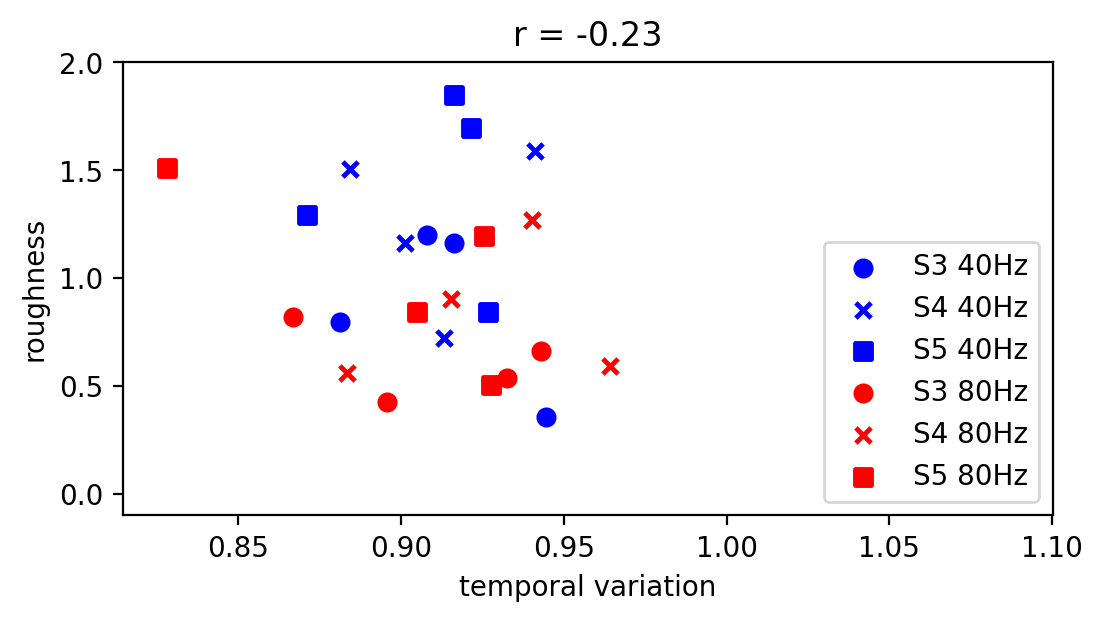 r = -0.23
2.0
1.5
1.0
0.5
0.0
roughness
0.85 0.90 0.95 1.00 1.05 1.10
temporal variation
S3 40Hz
S4 40Hz
S5 40Hz
S3 80Hz
S4 80Hz
S5 80Hz